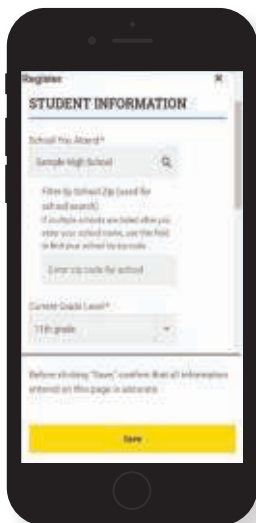 Register
×
STUDENT INFORMATION
School You Attend*
Sample High School
Filter by School Zip (used for
school search)
If multiple schools are listed after you
enter your school name, use this field
to find your school by zip code.
Enter zip code for school
Current Grade Level*
11th grade
Before clicking "Save," confirm that all information
entered on this page is accurate.
Save